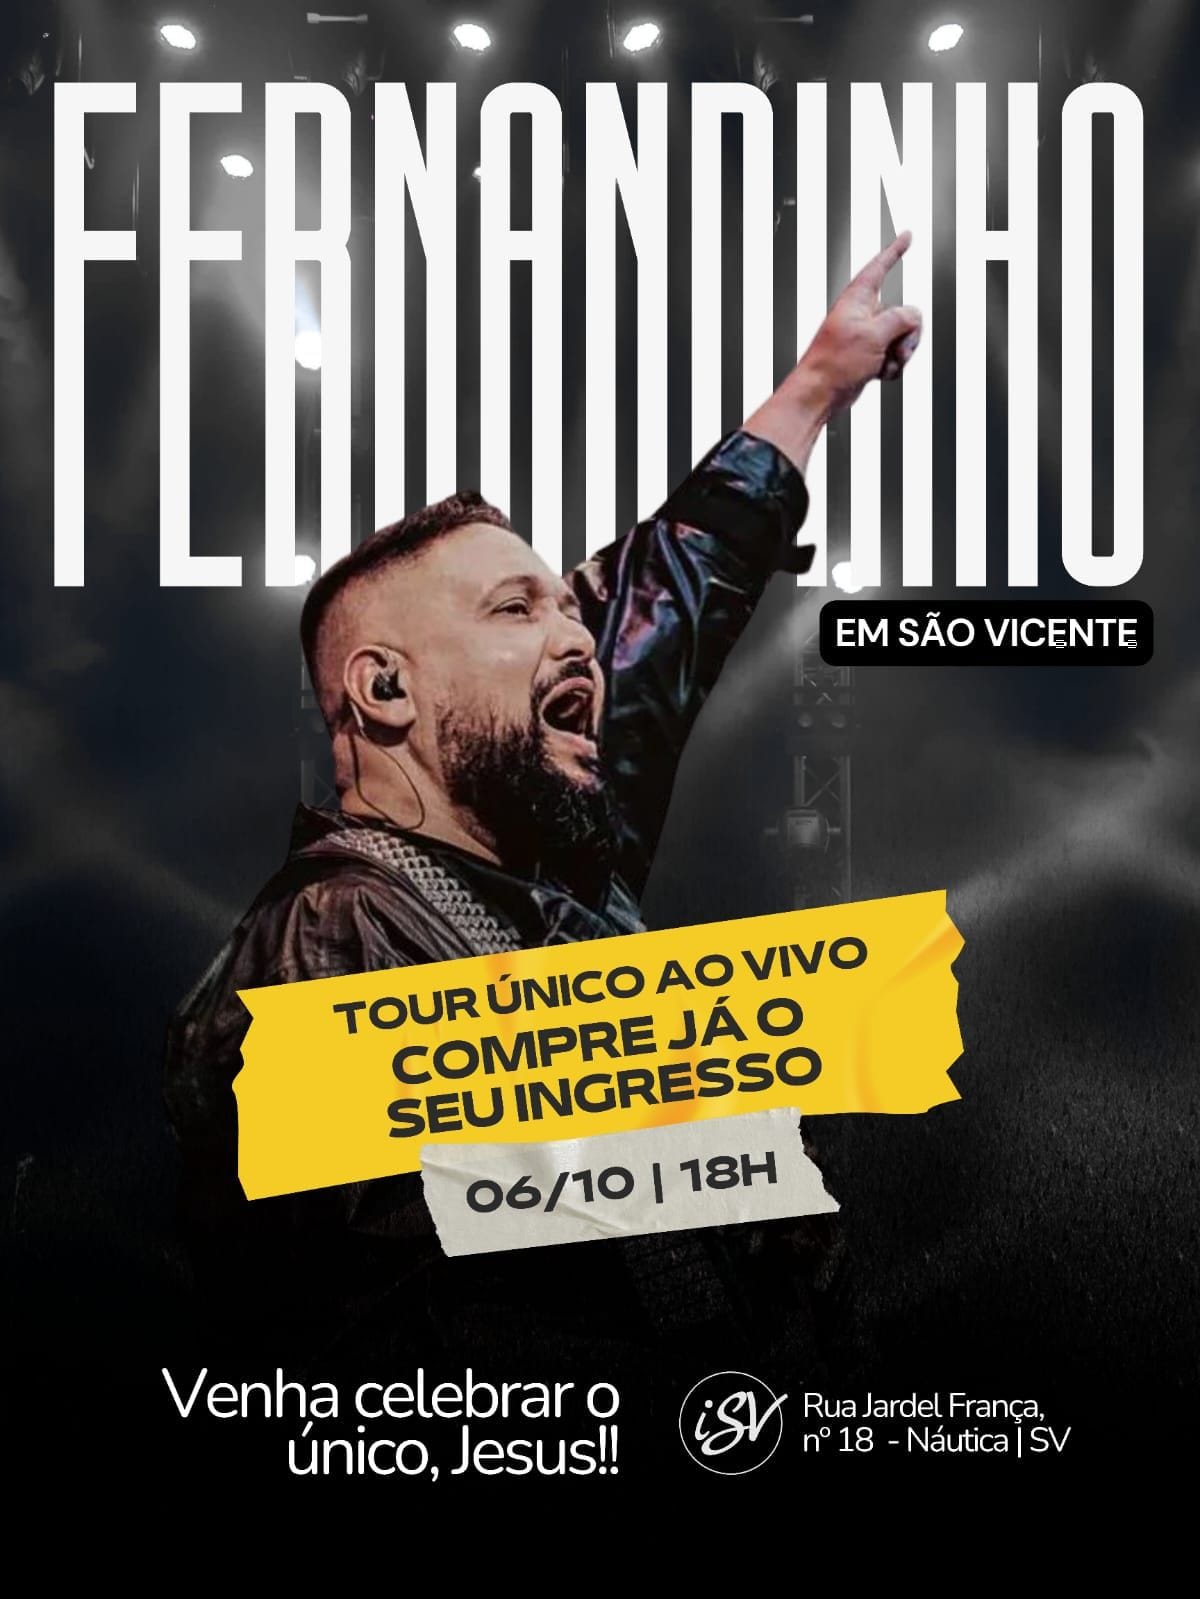 FERNANDINHO
EM SÃO VICENTE
TOUR ÚNICO AO VIVO
COMPRE JÁ O
SEU INGRESSO
06/10 | 18H
Venha celebrar o
único, Jesus!!
iSV
Rua Jardel França,
nº 18 - Náutica | SV